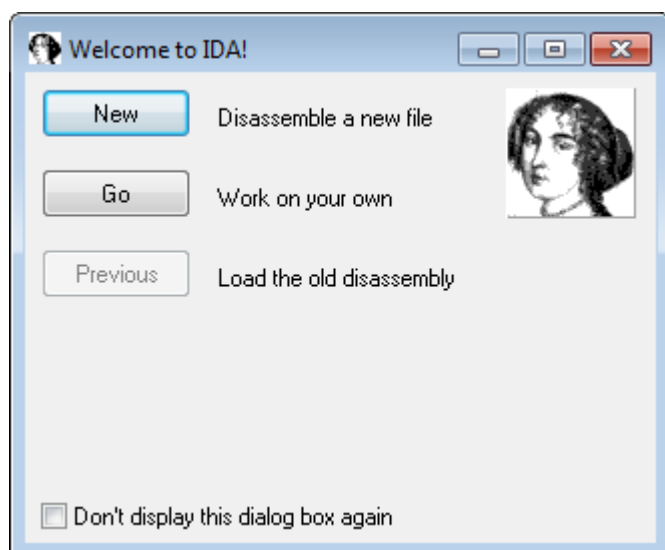 Welcome to IDA!
New Disassemble a new file
Go Work on your own
Previous Load the old disassembly
Don't display this dialog box again